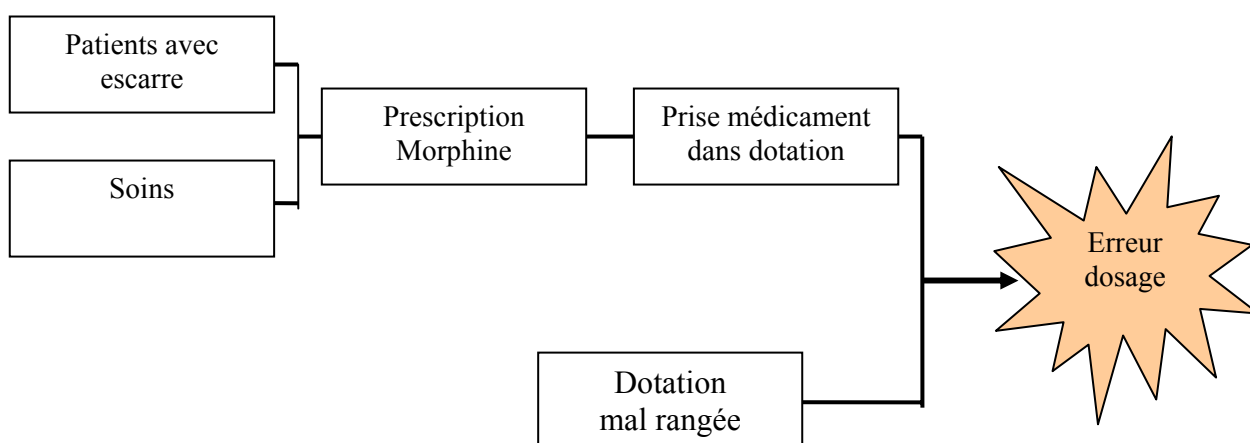 Patients avec
escarre
Soins
Prescription
Morphine
Prise médicament
dans dotation
Erreur
dosage
Dotation
mal rangée